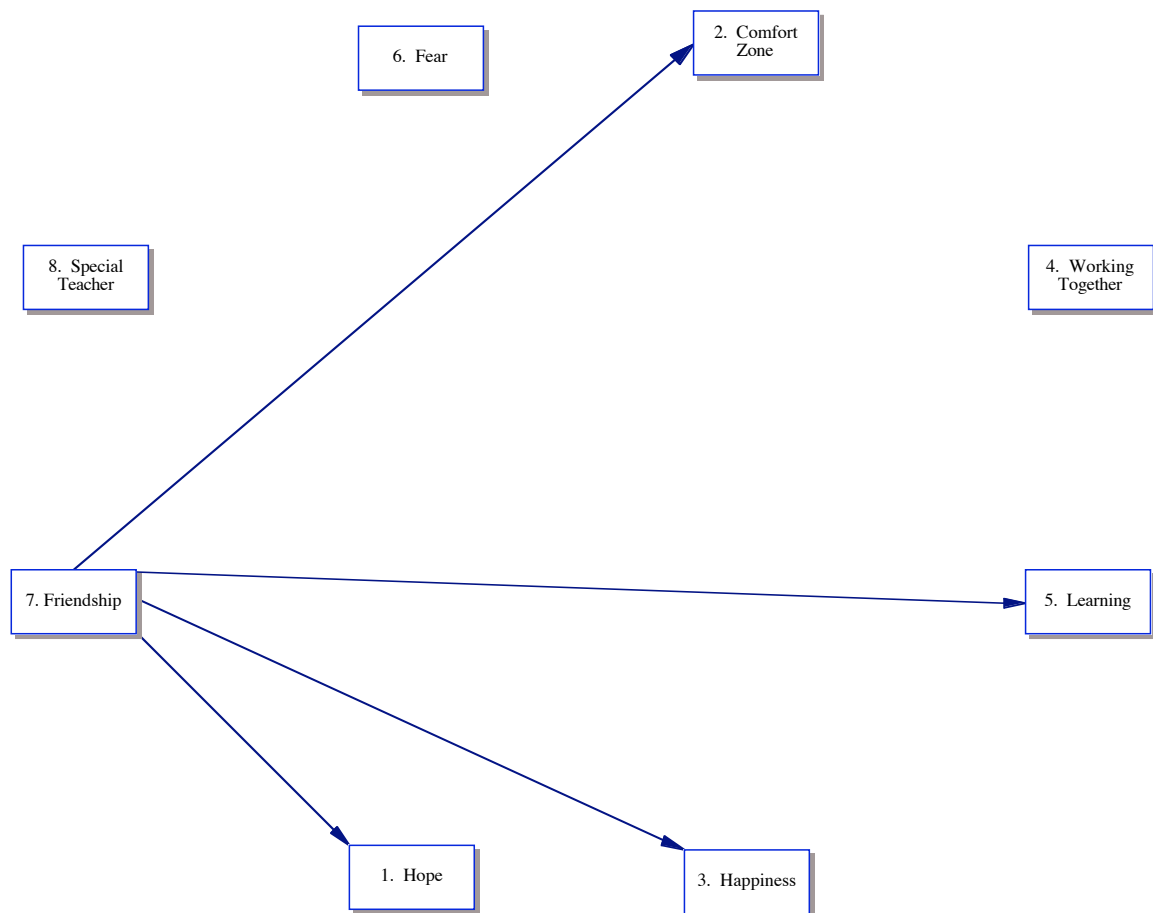 6. Fear
2. Comfort
Zone
8. Special
Teacher
4. Working
Together
7. Friendship
5. Learning
1. Hope
3. Happiness